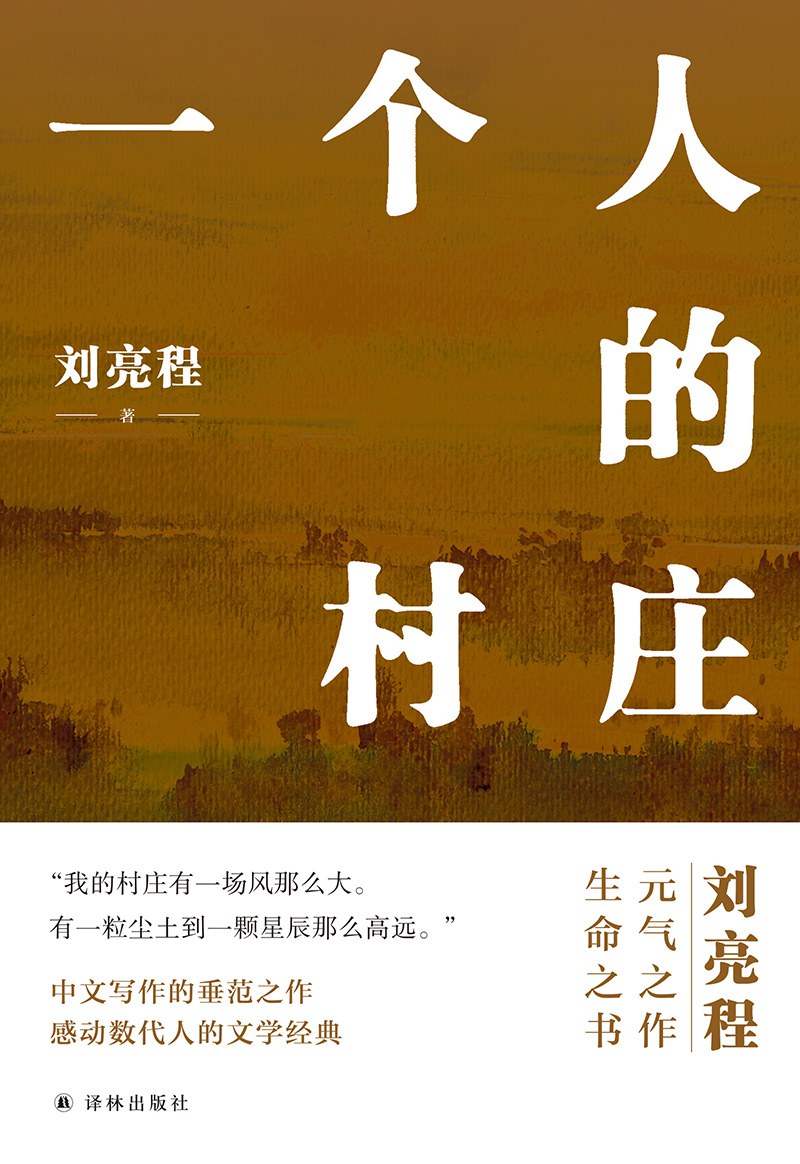 一个人
的
村庄
刘亮程
著
“我的村庄有一场风那么大。
有一粒尘土到一颗星辰那么高远。”
中文写作的垂范之作
感动数代人的文学经典
刘亮程
元气之作
生命之书
译林出版社